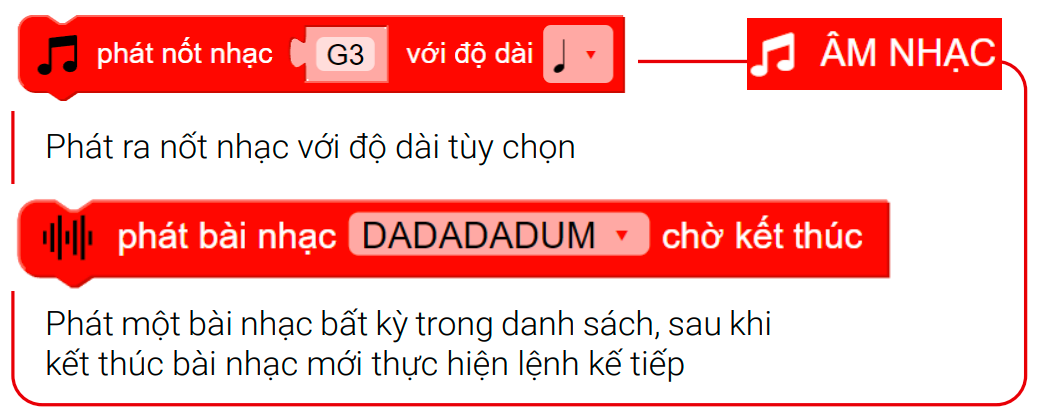 phát nốt nhạc G3 với độ dài
ÂM NHẠC
Phát ra nốt nhạc với độ dài tùy chọn
phát bài nhạc DADADADUM chờ kết thúc
Phát một bài nhạc bất kỳ trong danh sách, sau khi
kết thúc bài nhạc mới thực hiện lệnh kế tiếp